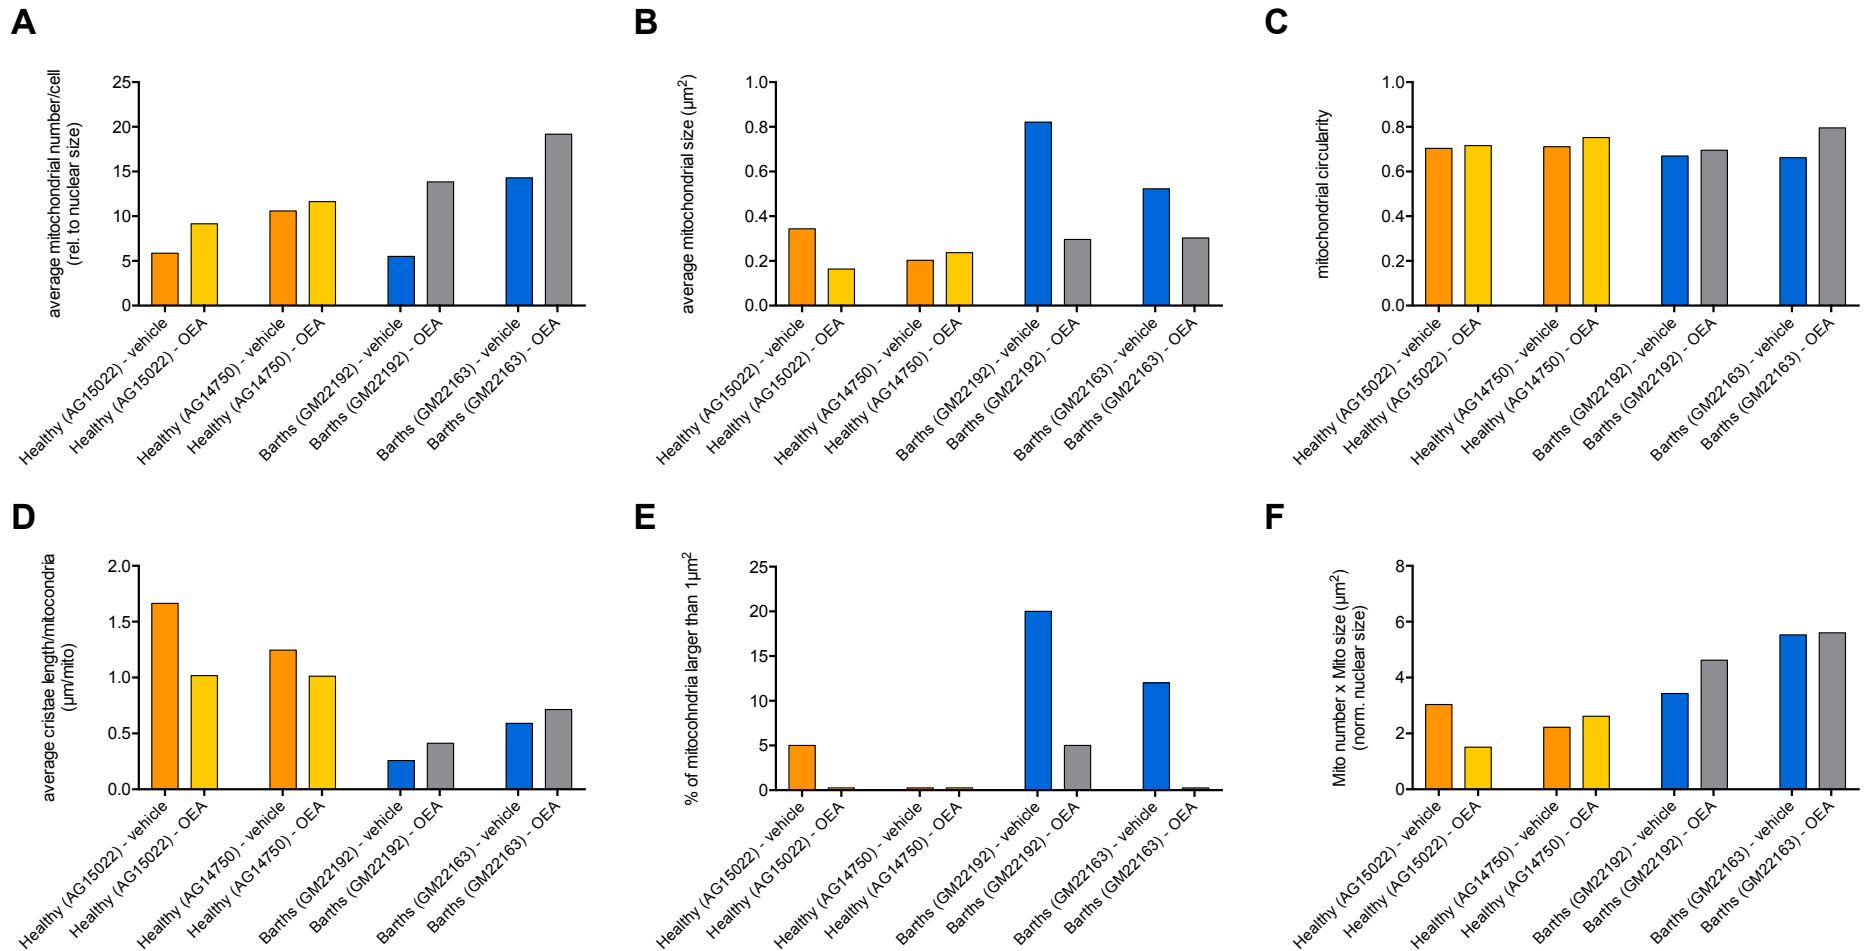 A
average mitochondrial number/cell
(rel. to nuclear size)
25
20
15
10
5
0
Healthy (AG15022) - vehicle
Healthy (AG15022) - OEA
Healthy (AG14750) - vehicle
Healthy (AG14750) - OEA
Barths (GM22192) - vehicle
Barths (GM22192) - OEA
Barths (GM22163) - vehicle
Barths (GM22163) - OEA
B
average mitochondrial size (µm²)
1.0
0.8
0.6
0.4
0.2
0.0
Healthy (AG15022) - vehicle
Healthy (AG15022) - OEA
Healthy (AG14750) - vehicle
Healthy (AG14750) - OEA
Barths (GM22192) - vehicle
Barths (GM22192) - OEA
Barths (GM22163) - vehicle
Barths (GM22163) - OEA
C
mitochondrial circularity
1.0
0.8
0.6
0.4
0.2
0.0
Healthy (AG15022) - vehicle
Healthy (AG15022) - OEA
Healthy (AG14750) - vehicle
Healthy (AG14750) - OEA
Barths (GM22192) - vehicle
Barths (GM22192) - OEA
Barths (GM22163) - vehicle
Barths (GM22163) - OEA
D
average cristae length/mitocondria
(µm/mito)
2.0
1.5
1.0
0.5
0.0
Healthy (AG15022) - vehicle
Healthy (AG15022) - OEA
Healthy (AG14750) - vehicle
Healthy (AG14750) - OEA
Barths (GM22192) - vehicle
Barths (GM22192) - OEA
Barths (GM22163) - vehicle
Barths (GM22163) - OEA
E
% of mitocohndria larger than 1µm²
25
20
15
10
5
0
Healthy (AG15022) - vehicle
Healthy (AG15022) - OEA
Healthy (AG14750) - vehicle
Healthy (AG14750) - OEA
Barths (GM22192) - vehicle
Barths (GM22192) - OEA
Barths (GM22163) - vehicle
Barths (GM22163) - OEA
F
Mito number x Mito size (µm²)
(norm. nuclear size)
8
6
4
2
0
Healthy (AG15022) - vehicle
Healthy (AG15022) - OEA
Healthy (AG14750) - vehicle
Healthy (AG14750) - OEA
Barths (GM22192) - vehicle
Barths (GM22192) - OEA
Barths (GM22163) - vehicle
Barths (GM22163) - OEA